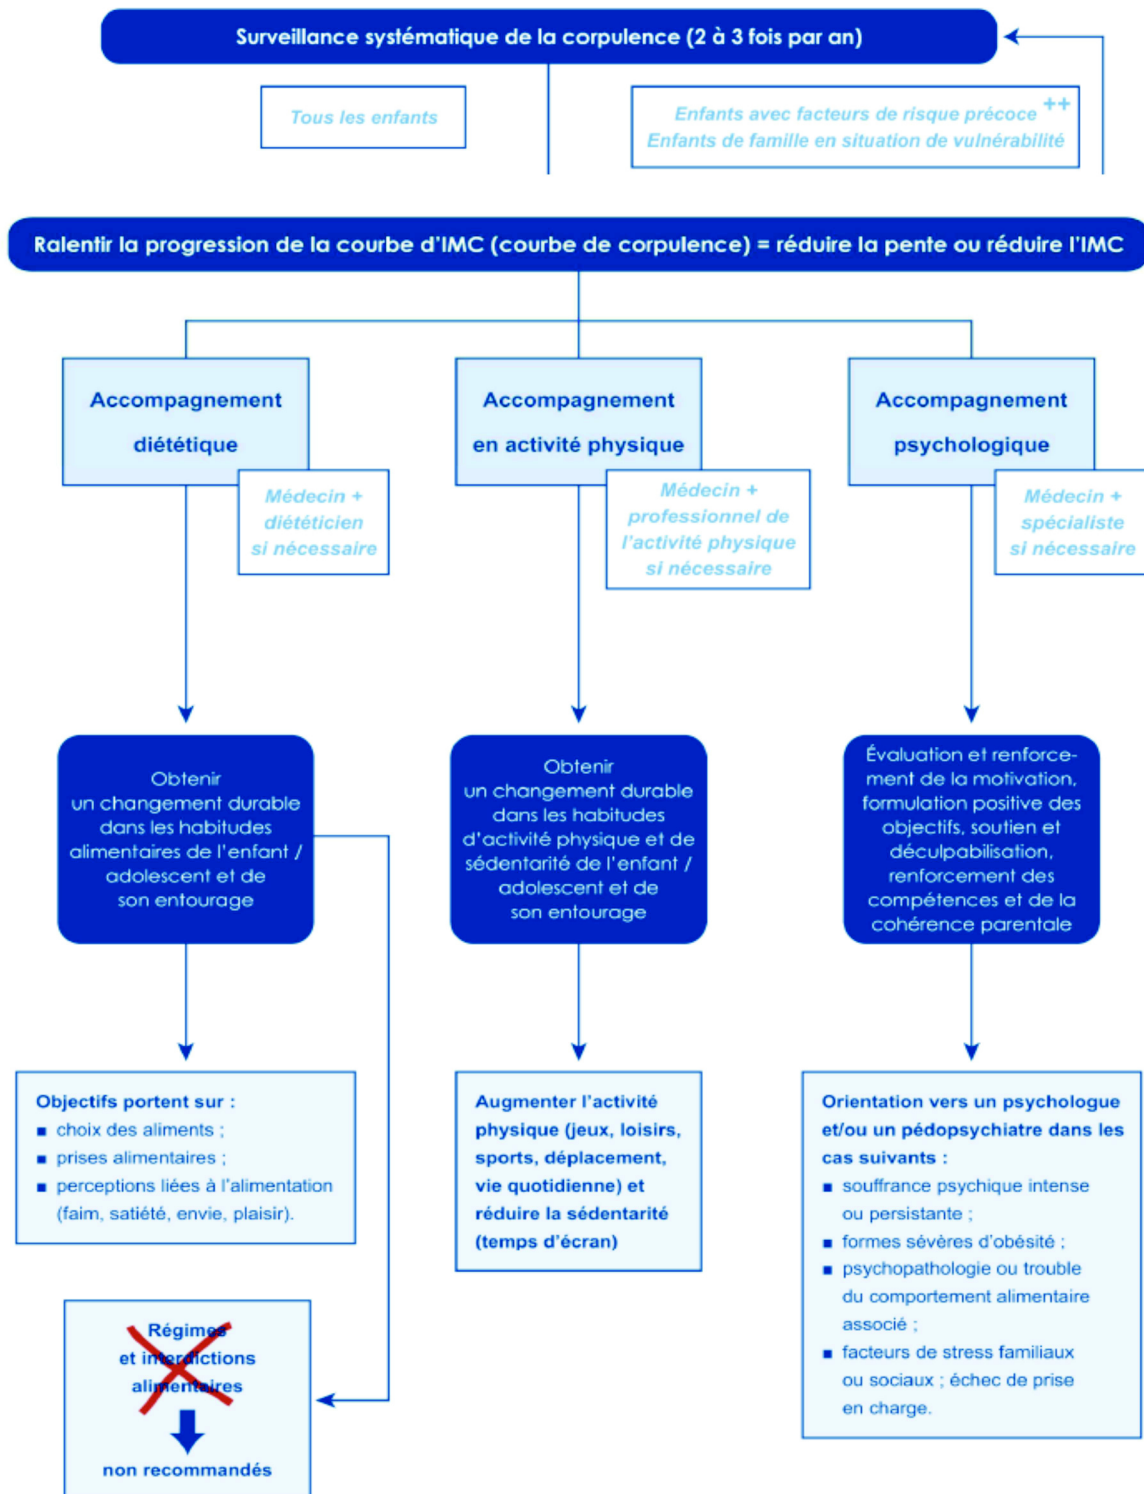 Surveillance systématique de la corpulence (2 à 3 fois par an)
Tous les enfants
Enfants avec facteurs de risque précoce ++
Enfants de famille en situation de vulnérabilité
Ralentir la progression de la courbe d'IMC (courbe de corpulence) = réduire la pente ou réduire l'IMC
Accompagnement
diététique
Médecin +
diététicien
si nécessaire
Accompagnement
en activité physique
Médecin +
professionnel de
l'activité physique
si nécessaire
Accompagnement
psychologique
Médecin +
spécialiste
si nécessaire
Obtenir
un changement durable
dans les habitudes
alimentaires de l'enfant /
adolescent et de
son entourage
Obtenir
un changement durable
dans les habitudes
d'activité physique et de
sédentarité de l'enfant /
adolescent et de
son entourage
Évaluation et renforce-
ment de la motivation,
formulation positive des
objectifs, soutien et
déculpabilisation,
renforcement des
compétences et de la
cohérence parentale
Objectifs portent sur :
■ choix des aliments ;
■ prises alimentaires ;
■ perceptions liées à l'alimentation
(faim, satiété, envie, plaisir).
Augmenter l'activité
physique (jeux, loisirs,
sports, déplacement,
vie quotidienne) et
réduire la sédentarité
(temps d'écran)
Orientation vers un psychologue
et/ou un pédopsychiatre dans les
cas suivants :
■ souffrance psychique intense
ou persistante ;
■ formes sévères d'obésité ;
■ psychopathologie ou trouble
du comportement alimentaire
associé ;
■ facteurs de stress familiaux
ou sociaux ; échec de prise
en charge.
Régimes
et interdictions
alimentaires
non recommandés